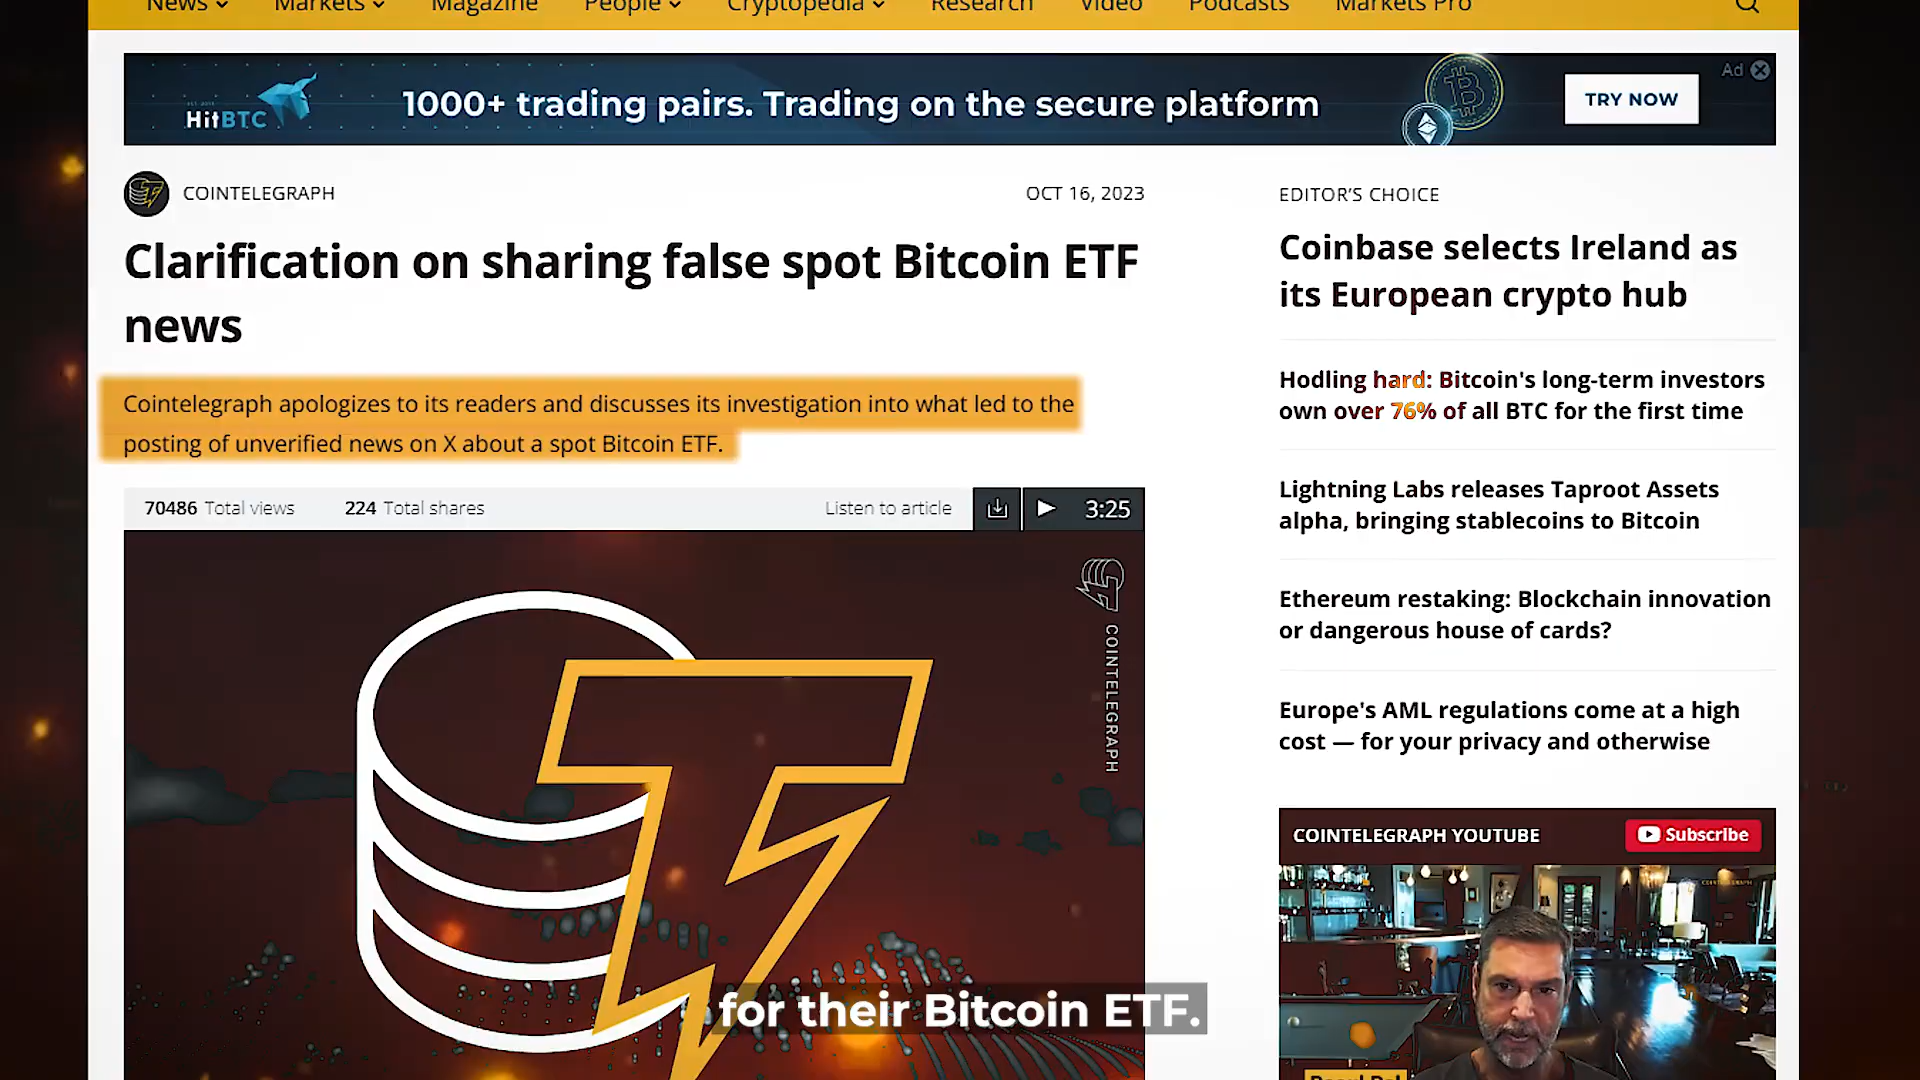 News Markets Magazine People Cryptopedia Research Video Podcasts Markets Pro
HitBTC
1000+ trading pairs. Trading on the secure platform
TRY NOW
Ad
COINTELEGRAPH
OCT 16, 2023
Clarification on sharing false spot Bitcoin ETF
news
Cointelegraph apologizes to its readers and discusses its investigation into what led to the
posting of unverified news on X about a spot Bitcoin ETF.
70486 Total views 224 Total shares Listen to article 3:25
COINTELEGRAPH
for their Bitcoin ETF.
EDITOR'S CHOICE
Coinbase selects Ireland as
its European crypto hub
Hodling hard: Bitcoin's long-term investors
own over 76% of all BTC for the first time
Lightning Labs releases Taproot Assets
alpha, bringing stablecoins to Bitcoin
Ethereum restaking: Blockchain innovation
or dangerous house of cards?
Europe's AML regulations come at a high
cost — for your privacy and otherwise
COINTELEGRAPH YOUTUBE
Subscribe